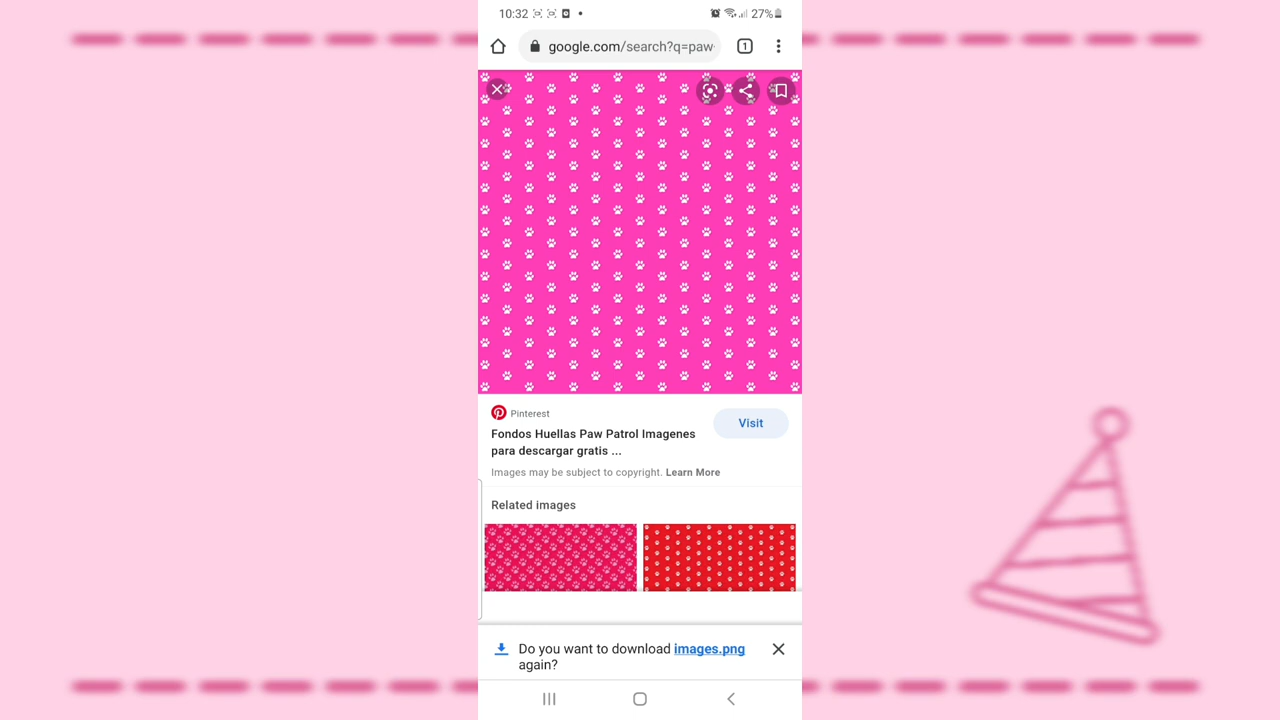 10:32
27%
google.com/search?q=paw
1
Pinterest
Fondos Huellas Paw Patrol Imagenes
para descargar gratis ...
Visit
Images may be subject to copyright. Learn More
Related images
Do you want to download images.png
again?